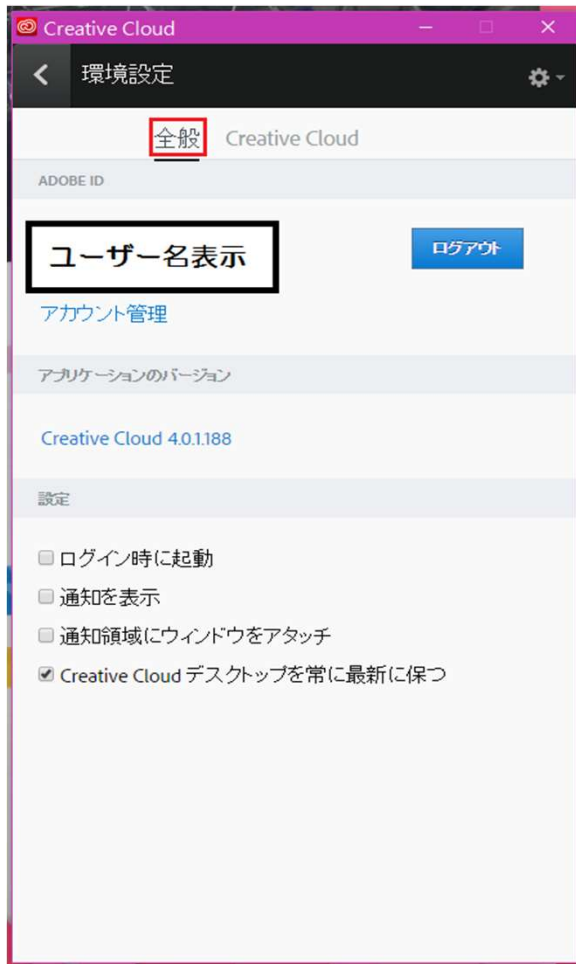 Creative Cloud
環境設定
全般 Creative Cloud
ADOBE ID
ユーザー名表示
ログアウト
アカウント管理
アプリケーションのバージョン
Creative Cloud 4.0.1.188
設定
ログイン時に起動
通知を表示
通知領域にウィンドウをアタッチ
Creative Cloud デスクトップを常に最新に保つ